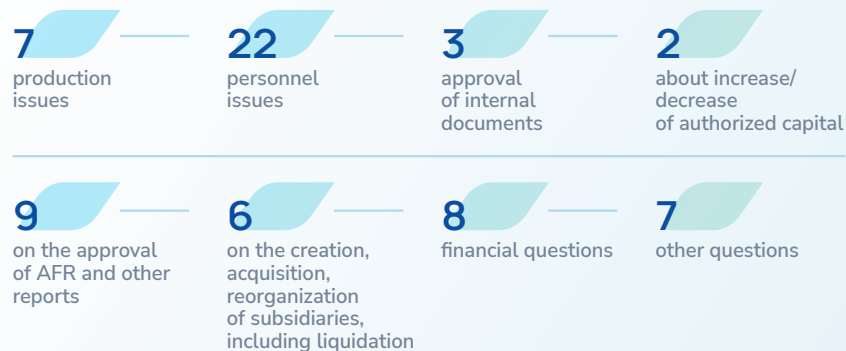 7
production
issues
22
personnel
issues
3
approval
of internal
documents
2
about increase/
decrease
of authorized capital
9
on the approval
of AFR and other
reports
6
on the creation,
acquisition,
reorganization
of subsidiaries,
including liquidation
8
financial questions
7
other questions